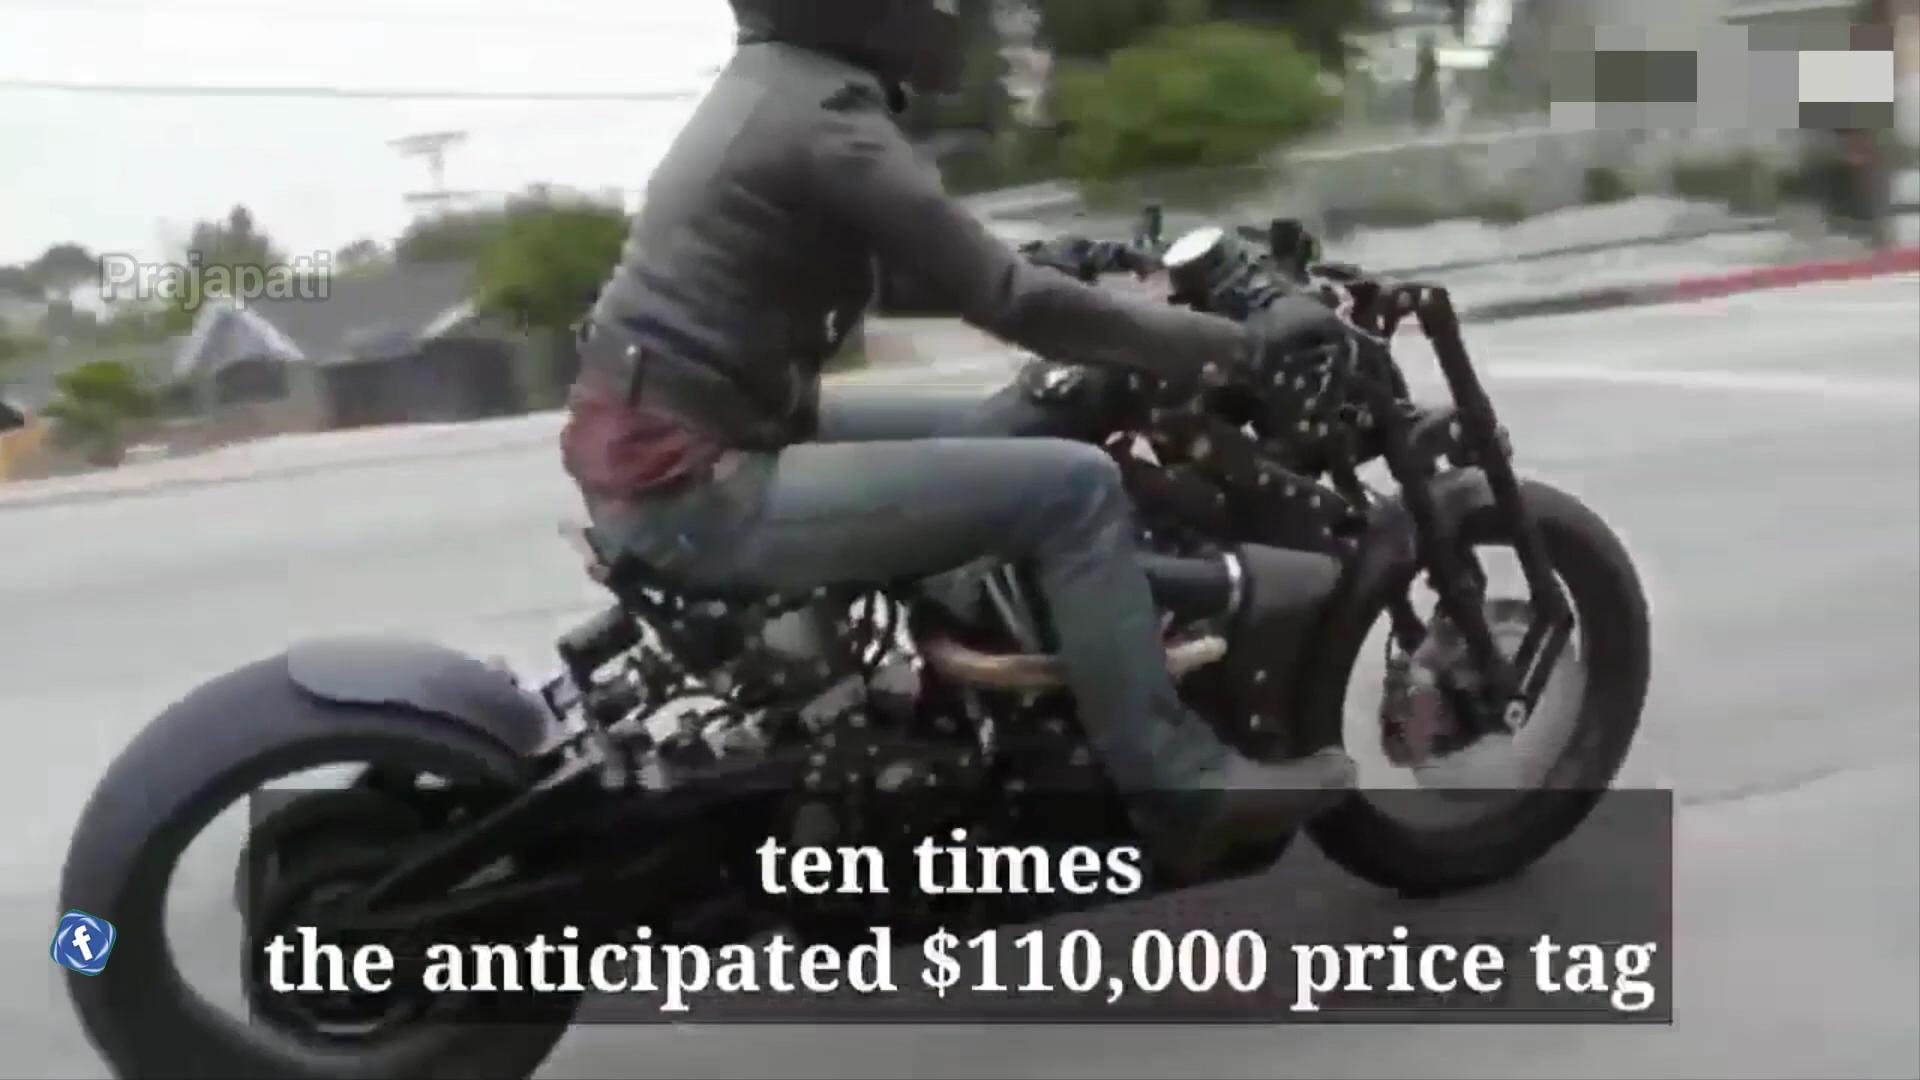 Prajapati
ten times
the anticipated $110,000 price tag
f